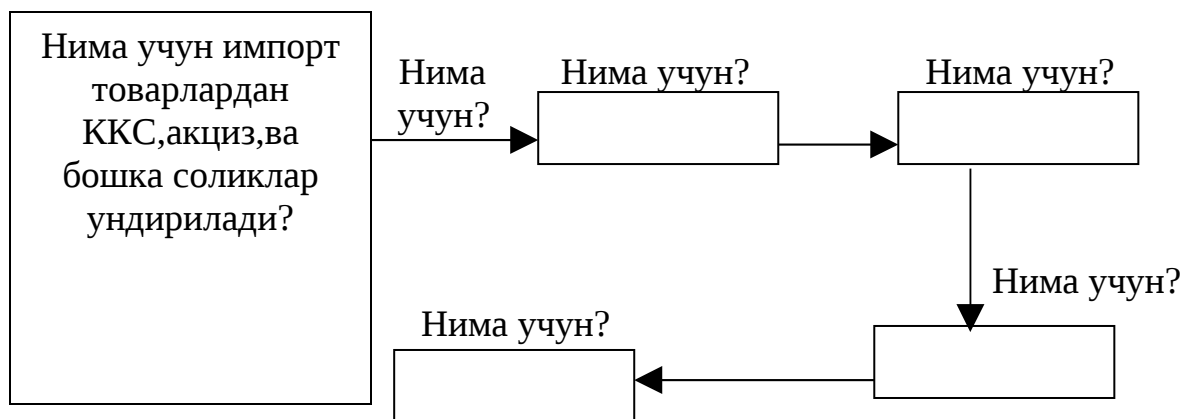 Нима учун импорт
товарлардан
ККС,акциз,ва
бошка соликлар
ундирилади?
Нима
учун?
Нима учун?
Нима учун?
Нима учун?
Нима учун?